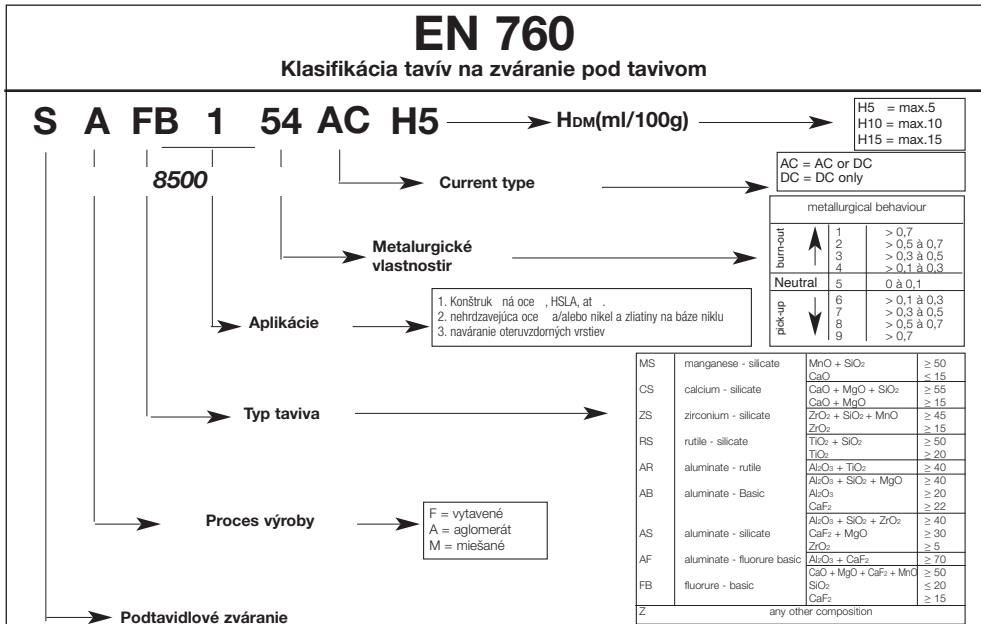 EN 760
Klasifikácia tavív na zváranie pod tavivom
S A FB 1 54 AC H5
HDM(ml/100g)
H5 = max.5
H10 = max.10
H15 = max.15
8500
Current type
AC = AC or DC
DC = DC only
Metalurgické
vlastnostir
metallurgical behaviour
burn-out
1 > 0,7
2 > 0,5 à 0,7
3 > 0,3 à 0,5
4 > 0,1 à 0,3
Neutral 5 0 à 0,1
pick-up
6 > 0,1 à 0,3
7 > 0,3 à 0,5
8 > 0,5 à 0,7
9 > 0,7
Aplikácie
1. Konštruk ná oce , HSLA, at .
2. nehrdzavejúca oce a/alebo nikel a zliatiny na báze niklu
3. naváranie oteruvzdorných vrstiev
Typ taviva
MS manganese - silicate MnO + SiO2 ≥ 50
CaO ≤ 15
CS calcium - silicate CaO + MgO + SiO2 ≥ 55
CaO + MgO ≥ 15
ZS zirconium - silicate ZrO2 + SiO2 + MnO ≥ 45
ZrO2 ≥ 15
RS rutile - silicate TiO2 + SiO2 ≥ 50
TiO2 ≥ 20
AR aluminate - rutile Al2O3 + TiO2 ≥ 40
Al2O3 + SiO2 + MgO ≥ 40
AB aluminate - Basic Al2O3 ≥ 20
CaF2 ≥ 22
Al2O3 + SiO2 + ZrO2 ≥ 40
AS aluminate - silicate CaF2 + MgO ≥ 30
ZrO2 ≥ 5
AF aluminate - fluorure basic Al2O3 + CaF2 ≥ 70
CaO + MgO + CaF2 + MnO ≥ 50
FB fluorure - basic SiO2 ≤ 20
CaF2 ≥ 15
Z any other composition
Proces výroby
F = vytavené
A = aglomerát
M = miešané
Podtavidlové zváranie